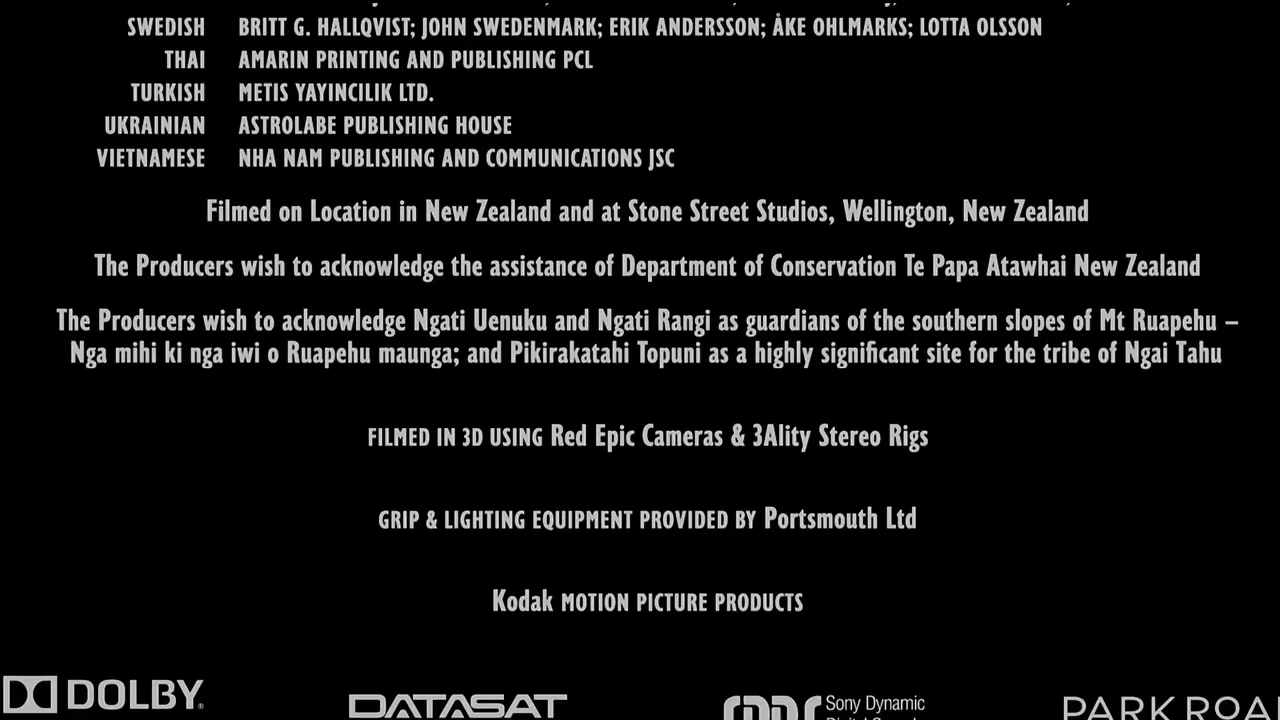 SWEDISH BRITT G. HALLQVIST; JOHN SWEDENMARK; ERIK ANDERSSON; ÅKE OHLMARKS; LOTTA OLSSON
THAI AMARIN PRINTING AND PUBLISHING PCL
TURKISH METIS YAYINCILIK LTD.
UKRAINIAN ASTROLABE PUBLISHING HOUSE
VIETNAMESE NHA NAM PUBLISHING AND COMMUNICATIONS JSC
Filmed on Location in New Zealand and at Stone Street Studios, Wellington, New Zealand
The Producers wish to acknowledge the assistance of Department of Conservation Te Papa Atawhai New Zealand
The Producers wish to acknowledge Ngati Uenuku and Ngati Rangi as guardians of the southern slopes of Mt Ruapehu –
Nga mihi ki nga iwi o Ruapehu maunga; and Pikirakatahi Topuni as a highly significant site for the tribe of Ngai Tahu
FILMED IN 3D USING Red Epic Cameras & 3Ality Stereo Rigs
GRIP & LIGHTING EQUIPMENT PROVIDED BY Portsmouth Ltd
Kodak MOTION PICTURE PRODUCTS
DOLBY DATASAT Sony Dynamic PARK ROA